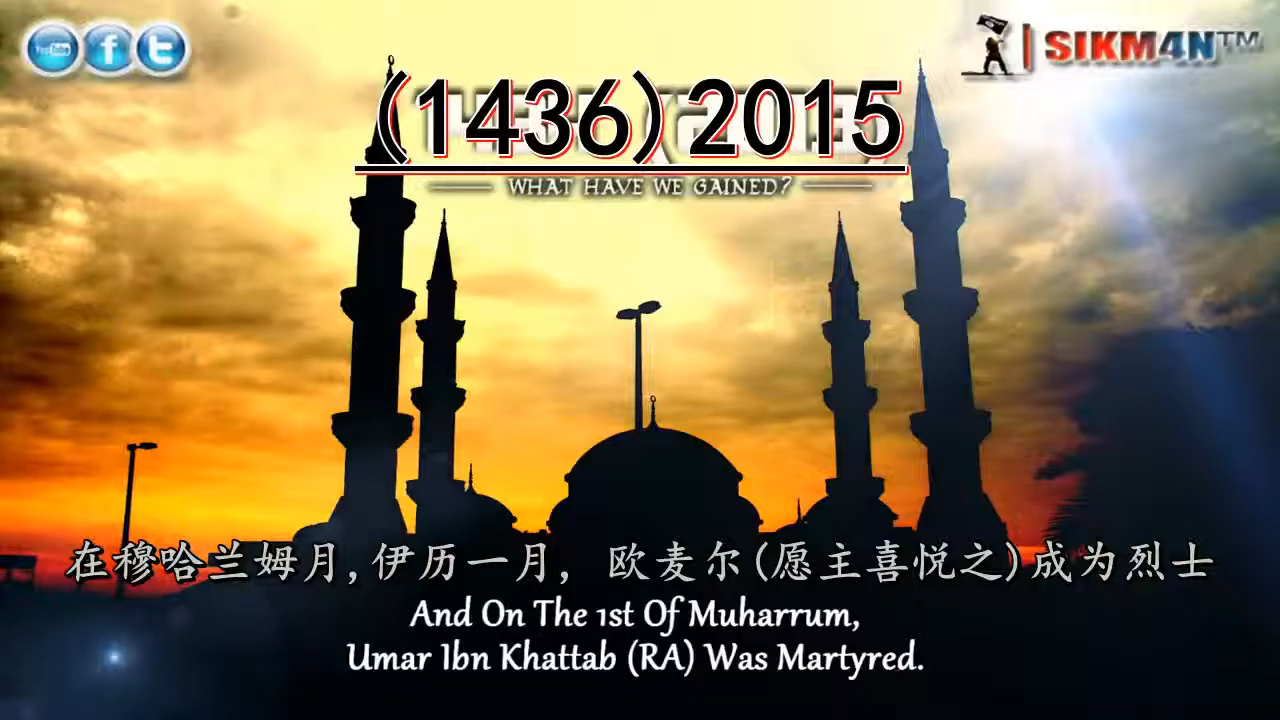 YouTube
SIKM4N™
(1436)2015
WHAT HAVE WE GAINED?
在穆哈兰姆月,伊历一月, 欧麦尔(愿主喜悦之)成为烈士
And On The 1st Of Muharrum,
Umar Ibn Khattab (RA) Was Martyred.